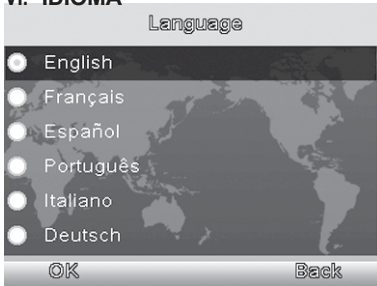 VI. IDIOMA
Language
English
Français
Español
Português
Italiano
Deutsch
OK Back